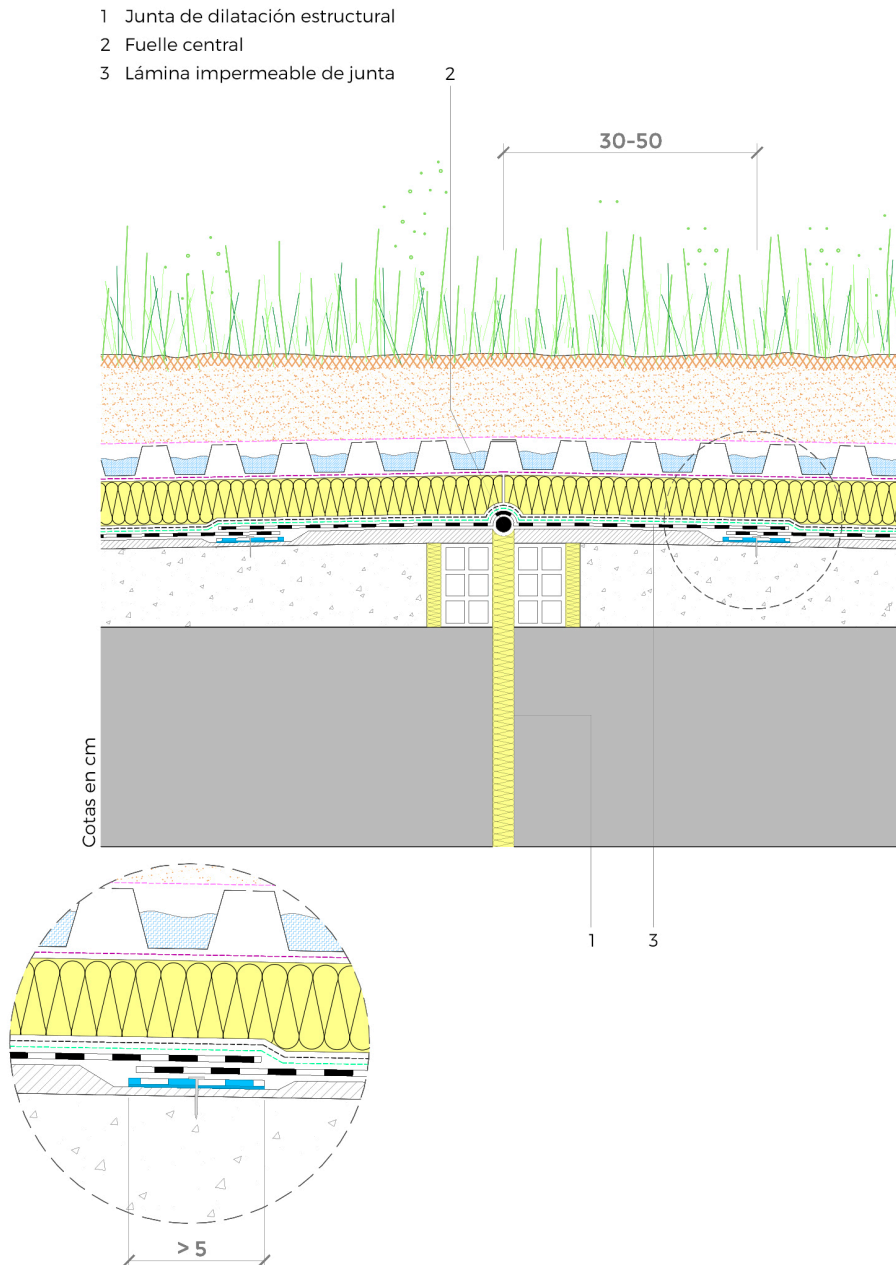 1 Junta de dilatación estructural
2 Fuelle central
3 Lámina impermeable de junta
2
30-50
Cotas en cm
1
3
> 5